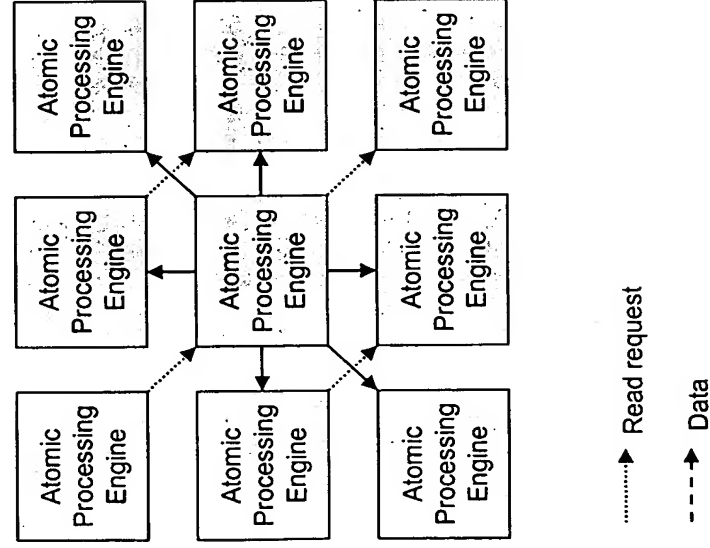 Atomic
Processing
Engine
Atomic
Processing
Engine
Atomic
Processing
Engine
Atomic
Processing
Engine
Atomic
Processing
Engine
Atomic
Processing
Engine
Atomic
Processing
Engine
Atomic
Processing
Engine
Atomic
Processing
Engine
Read request
Data